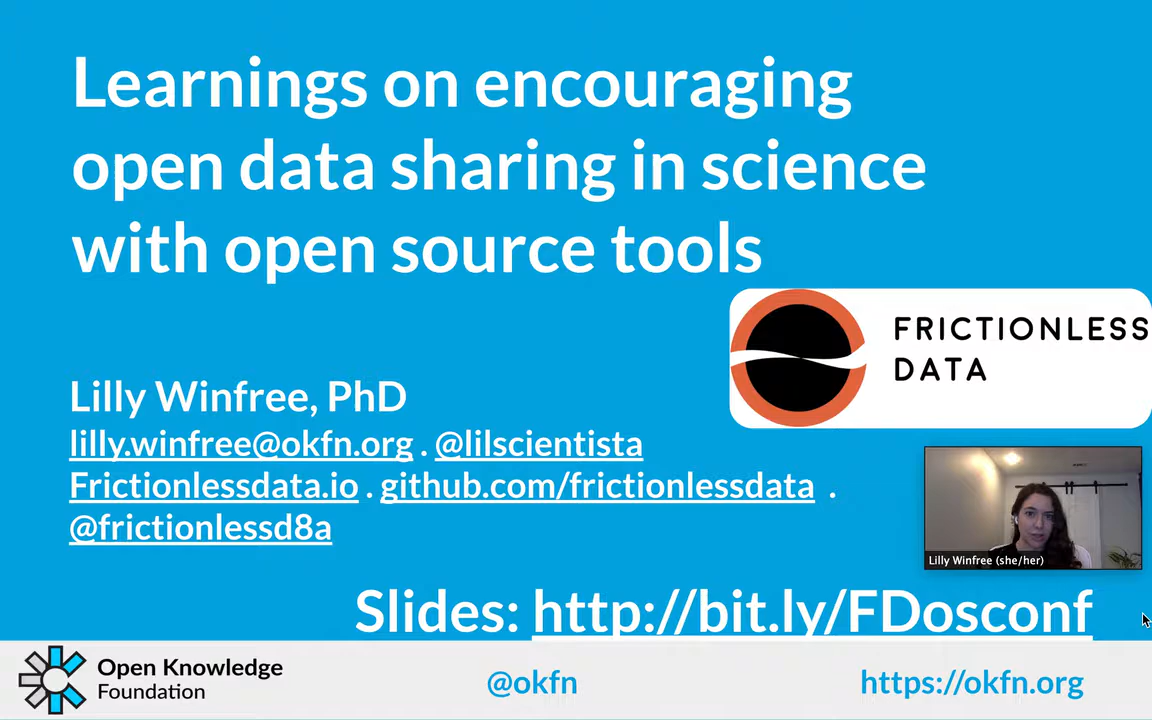 Learnings on encouraging
open data sharing in science
with open source tools
FRICTIONLESS
DATA
Lilly Winfree, PhD
lilly.winfree@okfn.org . @lilscientista
Frictionlessdata.io . github.com/frictionlessdata .
@frictionlessd8a
Lilly Winfree (she/her)
Slides: http://bit.ly/FDosconf
Open Knowledge
Foundation
@okfn
https://okfn.org